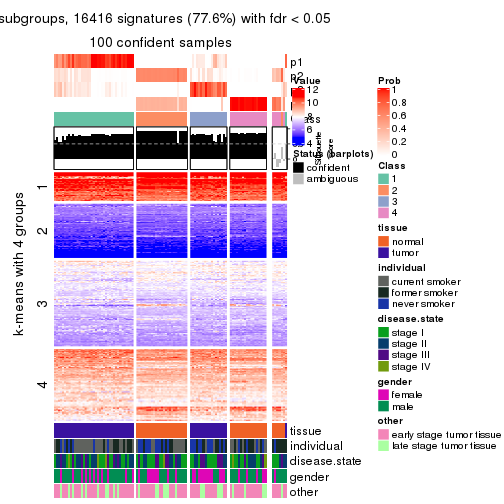 subgroups, 16416 signatures (77.6%) with fdr < 0.05
100 confident samples
p1
p2
Value
12
10
8
6
4
Prob
1
0.8
0.6
0.4
0.2
0
Status (barplots)
confident
ambiguous
Class
1
2
3
4
k-means with 4 groups
1
2
3
4
tissue
normal
tumor
individual
current smoker
former smoker
never smoker
disease.state
stage I
stage II
stage III
stage IV
gender
female
male
other
early stage tumor tissue
late stage tumor tissue
tissue
individual
disease.state
gender
other